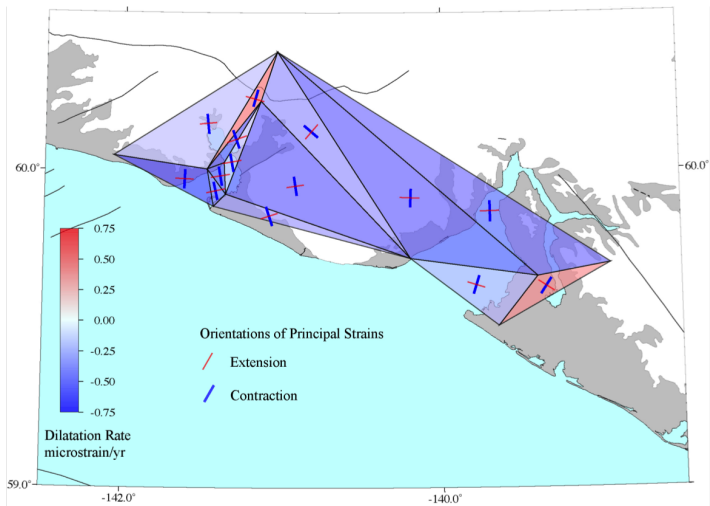 60.0°
60.0°
0.75
0.50
0.25
0.00
-0.25
-0.50
-0.75
Dilatation Rate
microstrain/yr
Orientations of Principal Strains
Extension
Contraction
59.0°
-142.0°
-140.0°